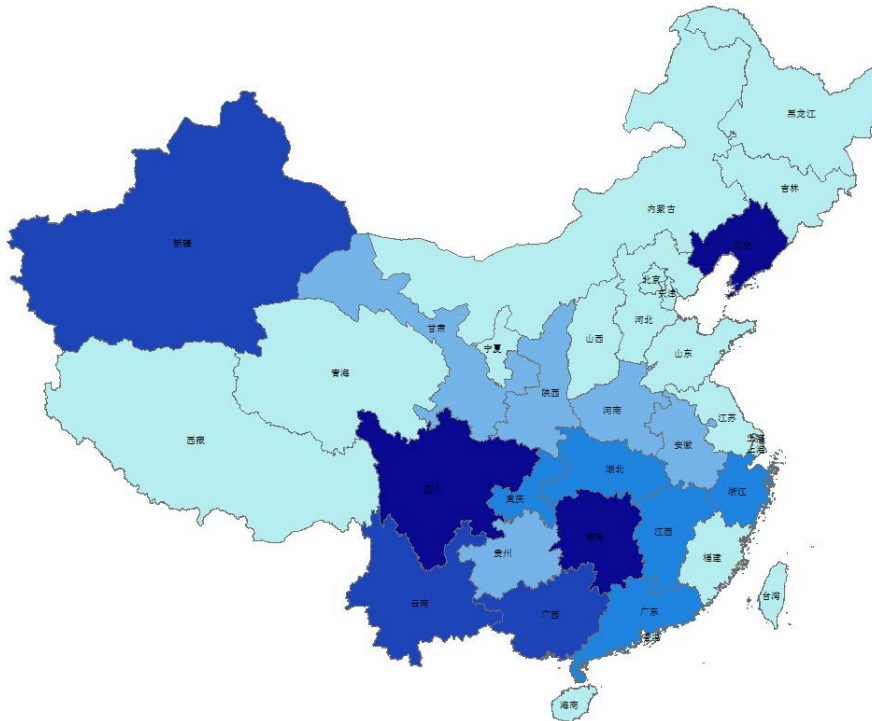 黑龙江
吉林
内蒙古
辽宁
新疆
北京
甘肃
河北
山西
宁夏
山东
青海
陕西
河南
江苏
西藏
安徽
上海
湖北
四川
浙江
重庆
湖南
江西
贵州
福建
台湾
云南
广西
广东
海南